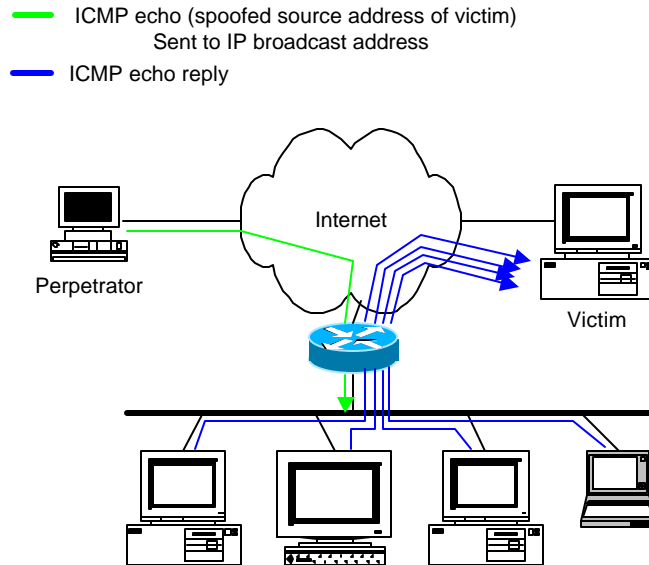 ICMP echo (spoofed source address of victim)
Sent to IP broadcast address
ICMP echo reply
Internet
Perpetrator
Victim